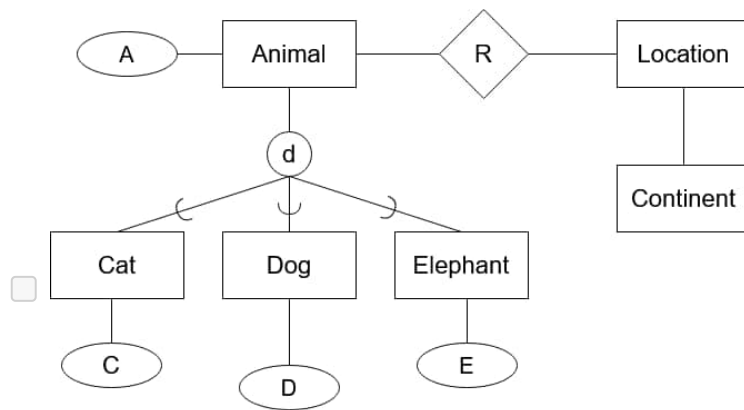 A
Animal
R
Location
d
Continent
Cat
Dog
Elephant
C
D
E